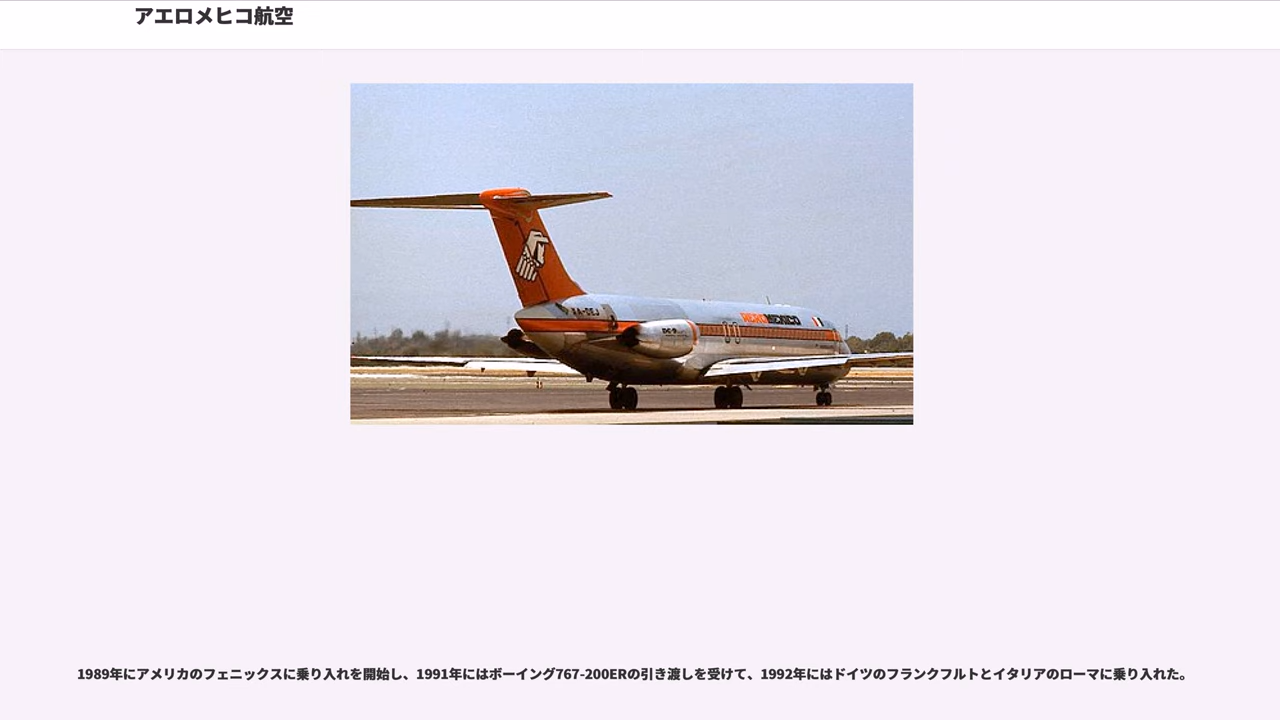 アエロメヒコ航空
XA-DEJ
AEROMEXICO
DC-9
1989年にアメリカのフェニックスに乗り入れを開始し、1991年にはボーイング767-200ERの引き渡しを受けて、1992年にはドイツのフランクフルトとイタリアのローマに乗り入れた。